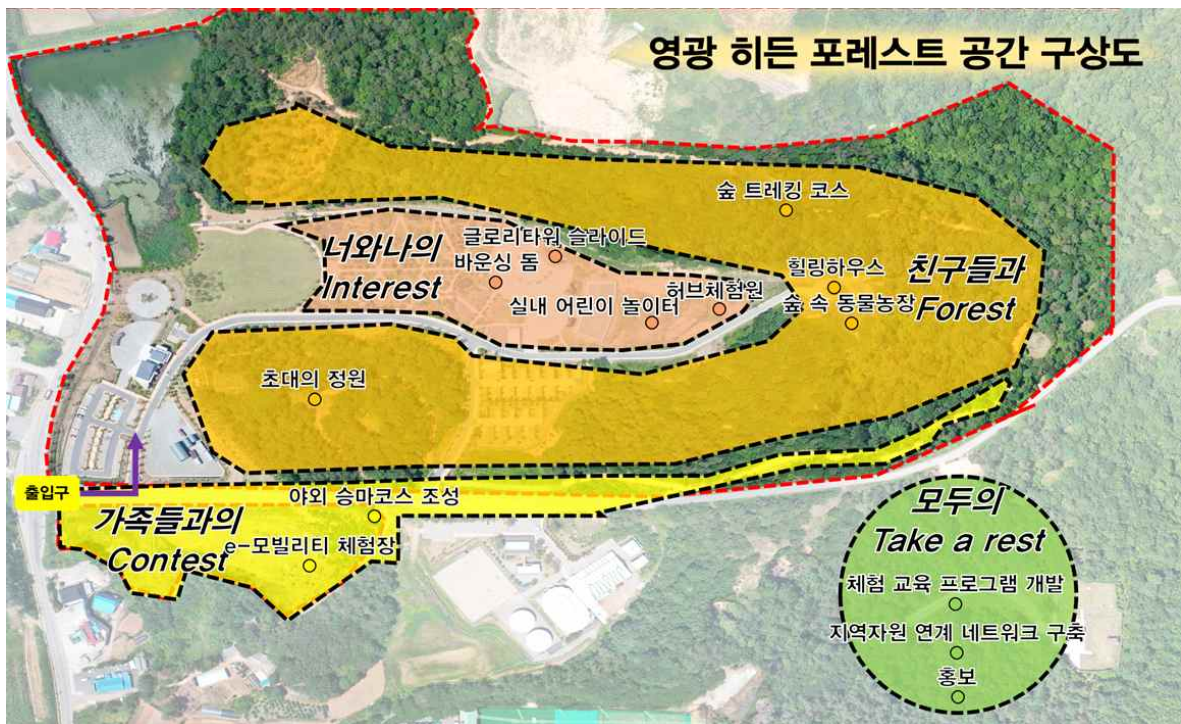 영광 히든 포레스트 공간 구상도
숲 트레킹 코스
너와나의
Interest
글로리타워 슬라이드
바운싱 돔
실내 어린이 놀이터
허브체험원
힐링하우스
숲 속 동물농장
친구들과
Forest
초대의 정원
출입구
가족들과의
Contest
야외 승마코스 조성
e-모빌리티 체험장
모두의
Take a rest
체험 교육 프로그램 개발
지역자원 연계 네트워크 구축
홍보